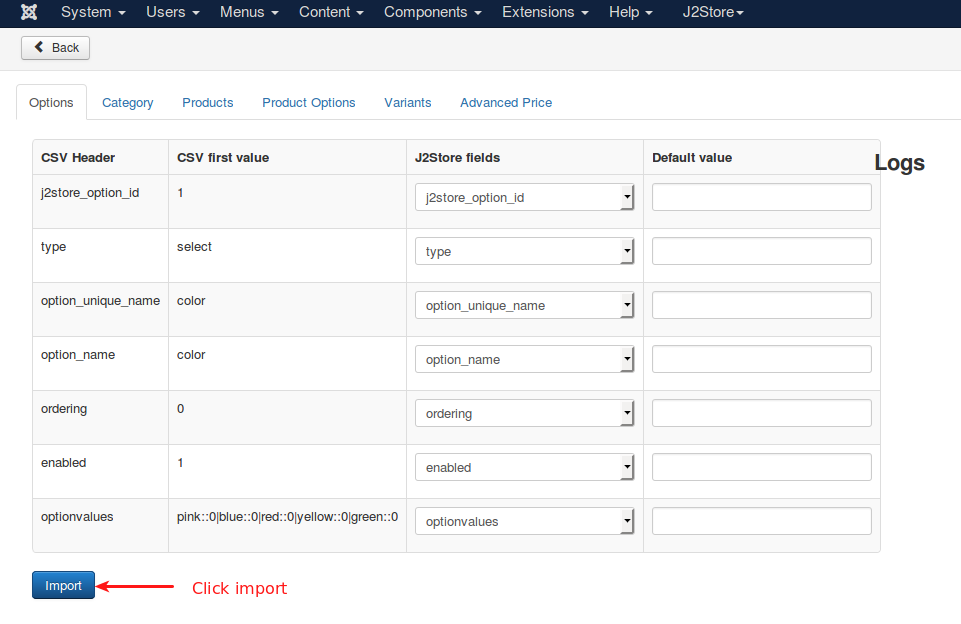 System Users Menus Content Components Extensions Help J2Store
Back
Options Category Products Product Options Variants Advanced Price
CSV Header CSV first value J2Store fields Default value
Logs
j2store_option_id 1 j2store_option_id
type select type
option_unique_name color option_unique_name
option_name color option_name
ordering 0 ordering
enabled 1 enabled
optionvalues pink::0|blue::0|red::0|yellow::0|green::0 optionvalues
Import Click import